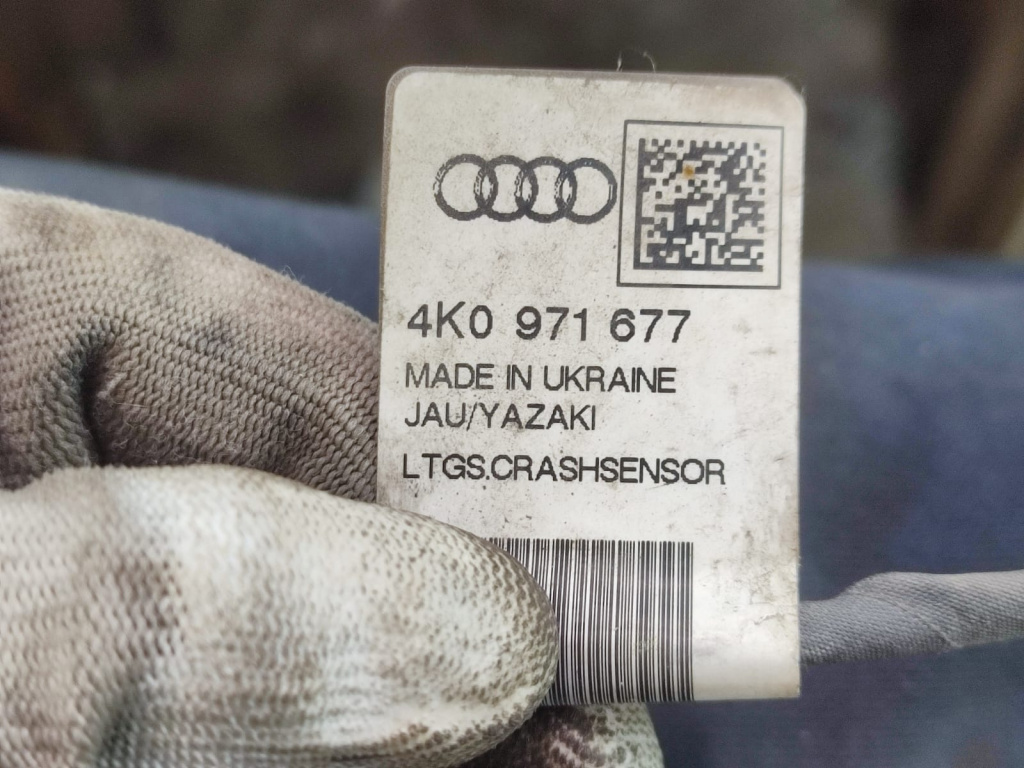 4K0 971 677
MADE IN UKRAINE
JAU/YAZAKI
LTGS.CRASHSENSOR